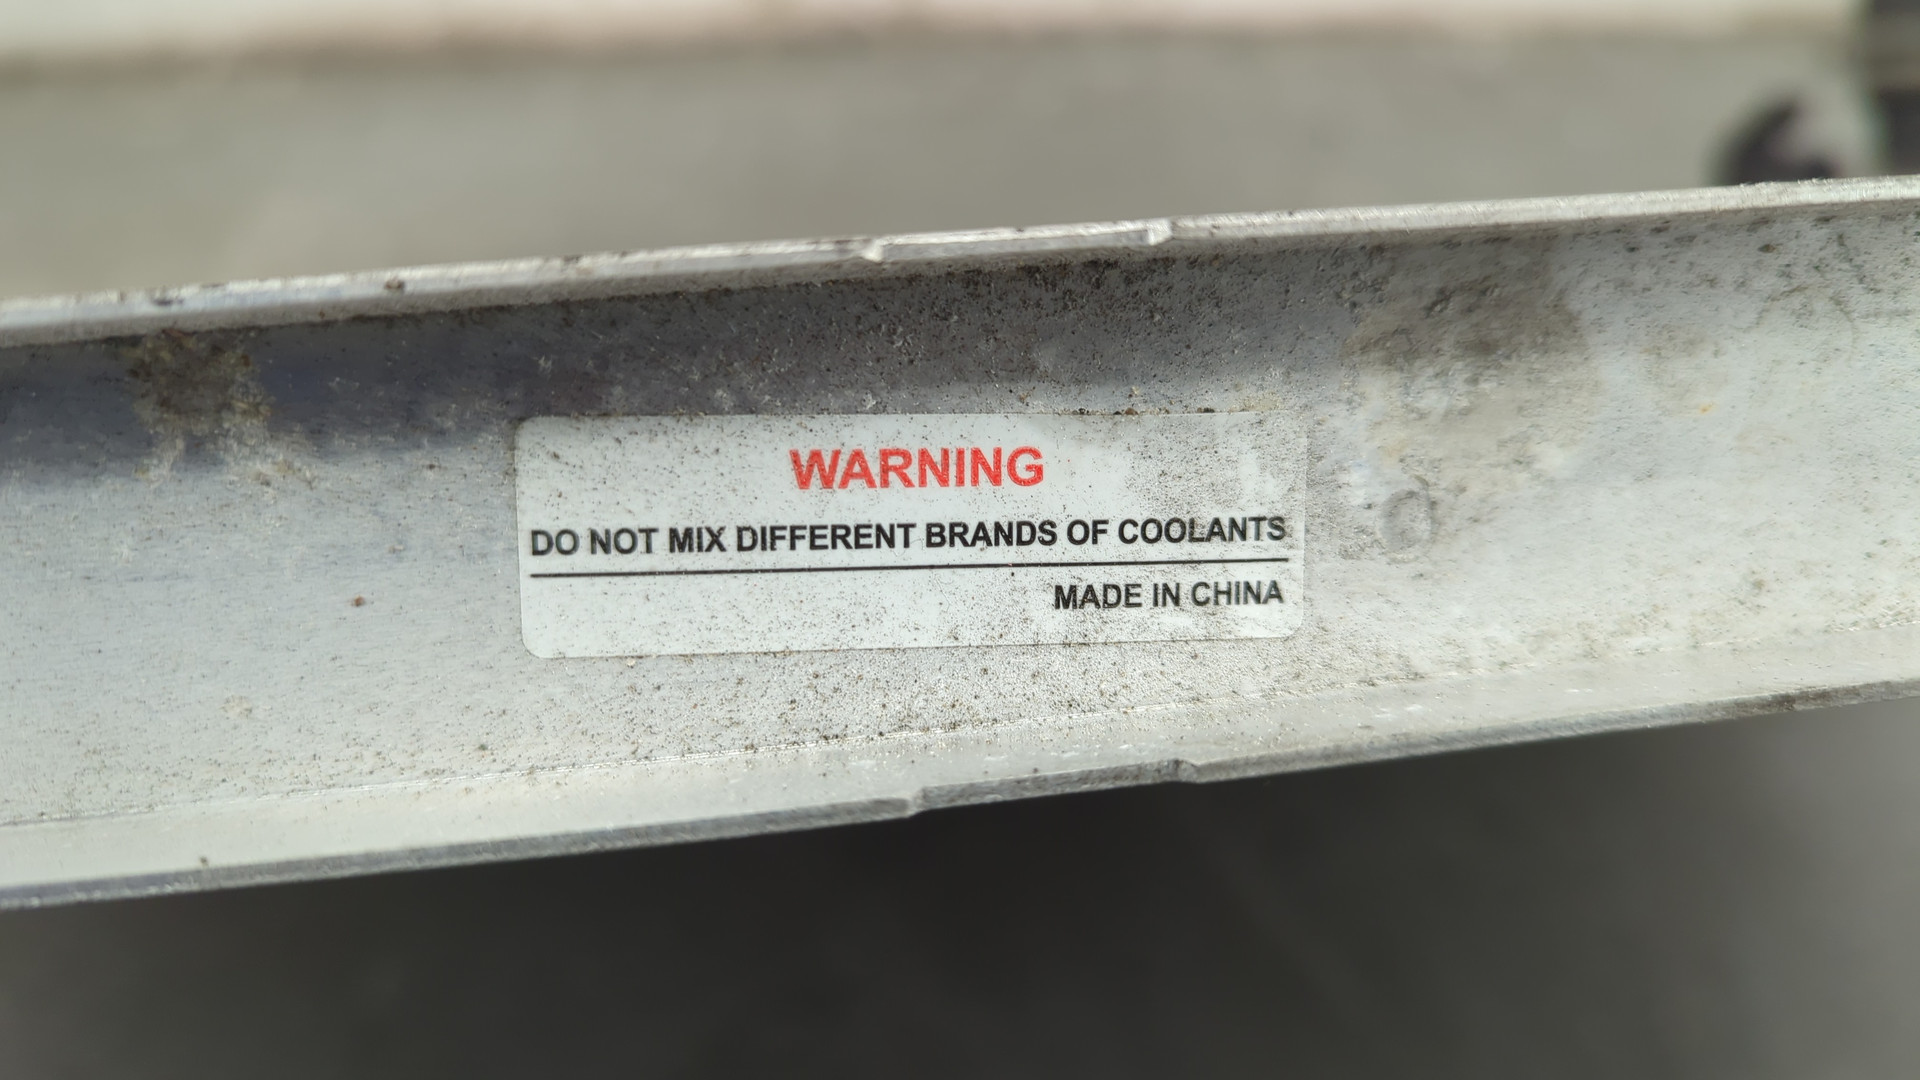 WARNING
DO NOT MIX DIFFERENT BRANDS OF COOLANTS
MADE IN CHINA